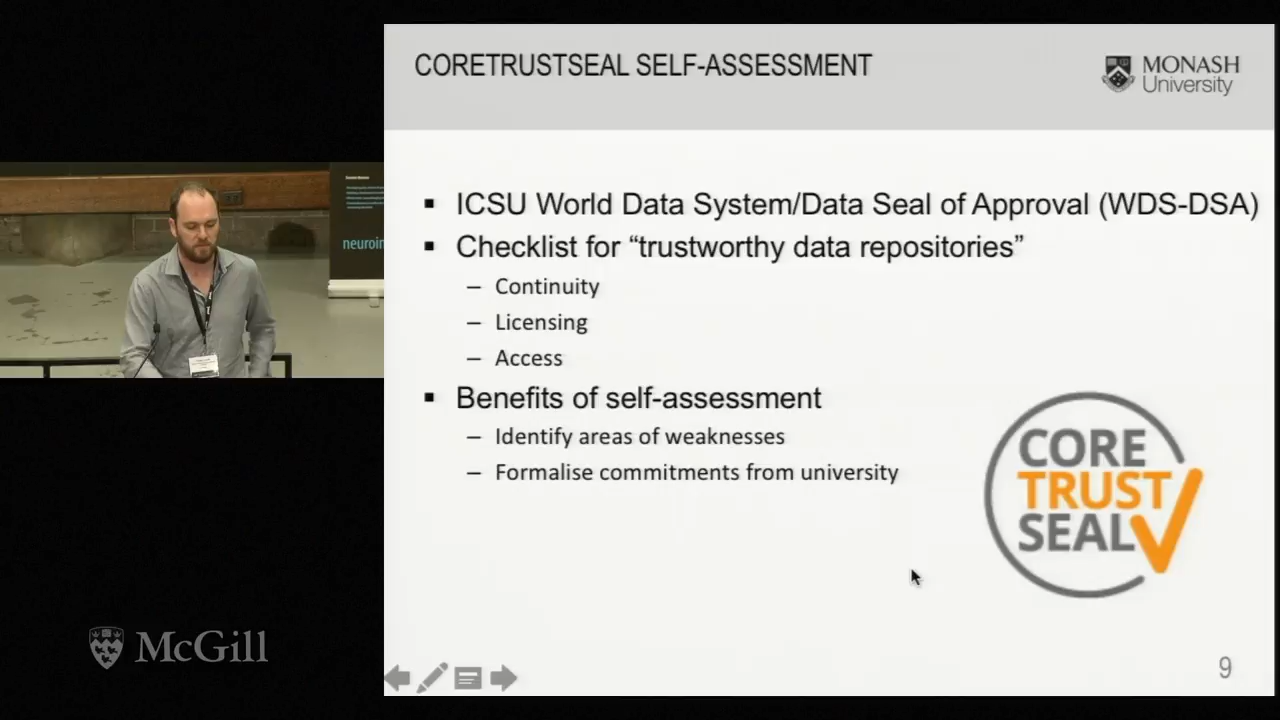 CORETRUSTSEAL SELF-ASSESSMENT
MONASH
University
▪ ICSU World Data System/Data Seal of Approval (WDS-DSA)
▪ Checklist for “trustworthy data repositories”
– Continuity
– Licensing
– Access
▪ Benefits of self-assessment
– Identify areas of weaknesses
– Formalise commitments from university
CORE
TRUST
SEAL
9
neuroin
McGill